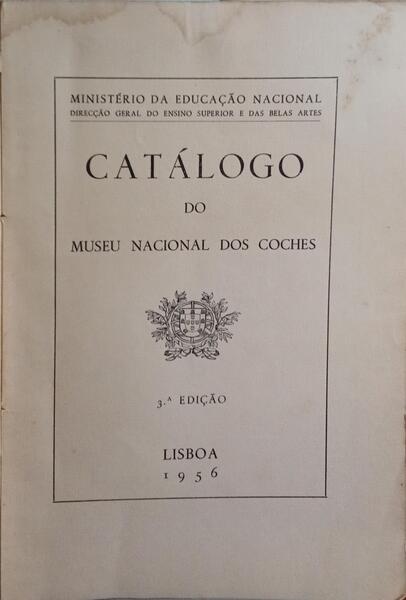 MINISTÉRIO DA EDUCAÇÃO NACIONAL
DIRECÇÃO GERAL DO ENSINO SUPERIOR E DAS BELAS ARTES
CATÁLOGO
DO
MUSEU NACIONAL DOS COCHES
3.ᴬ EDIÇÃO
LISBOA
1956